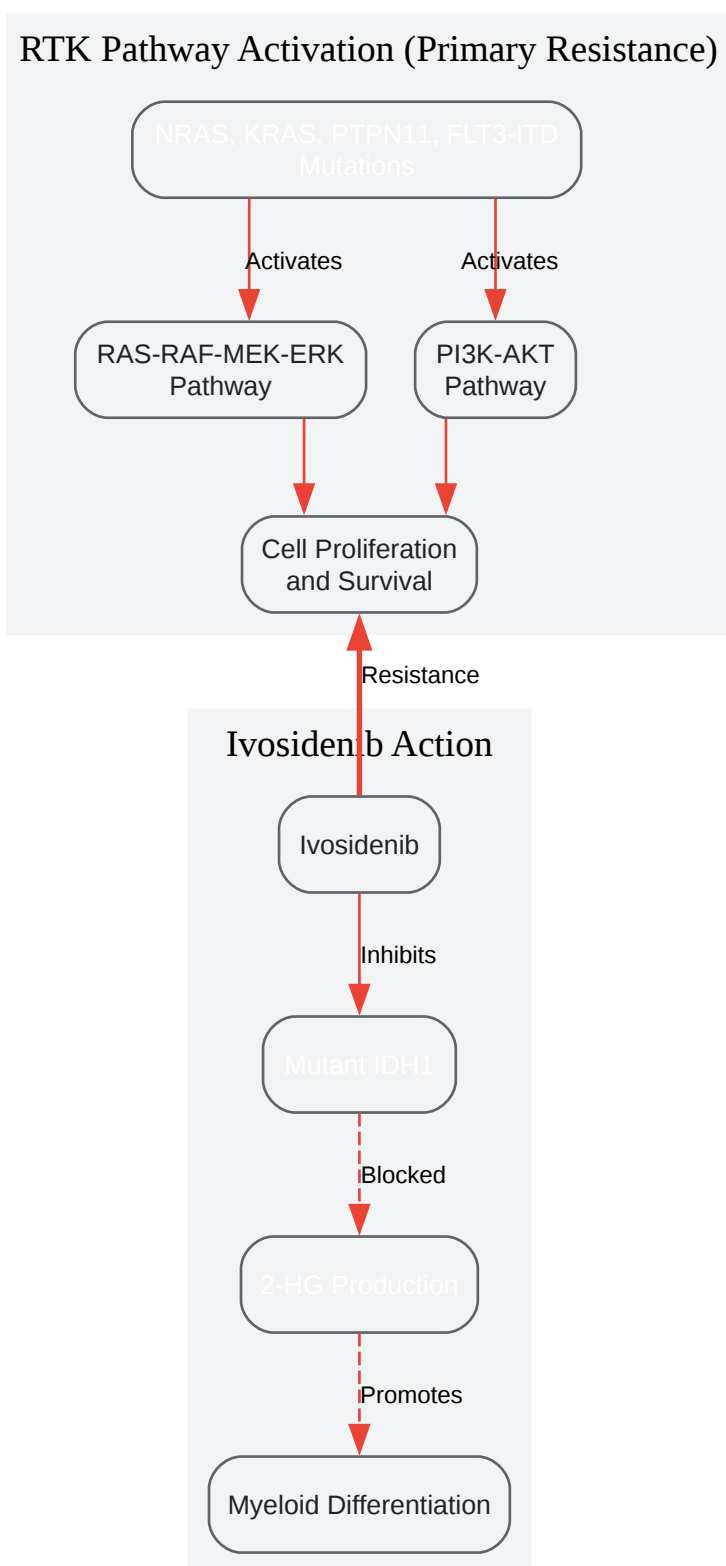 RTK Pathway Activation (Primary Resistance)
NRAS, KRAS, PTPN11, FLT3-ITD
Mutations
Activates
Activates
RAS-RAF-MEK-ERK
Pathway
PI3K-AKT
Pathway
Cell Proliferation
and Survival
Resistance
Ivosidenib Action
Ivosidenib
Inhibits
Mutant IDH1
Blocked
2-HG Production
Promotes
Myeloid Differentiation